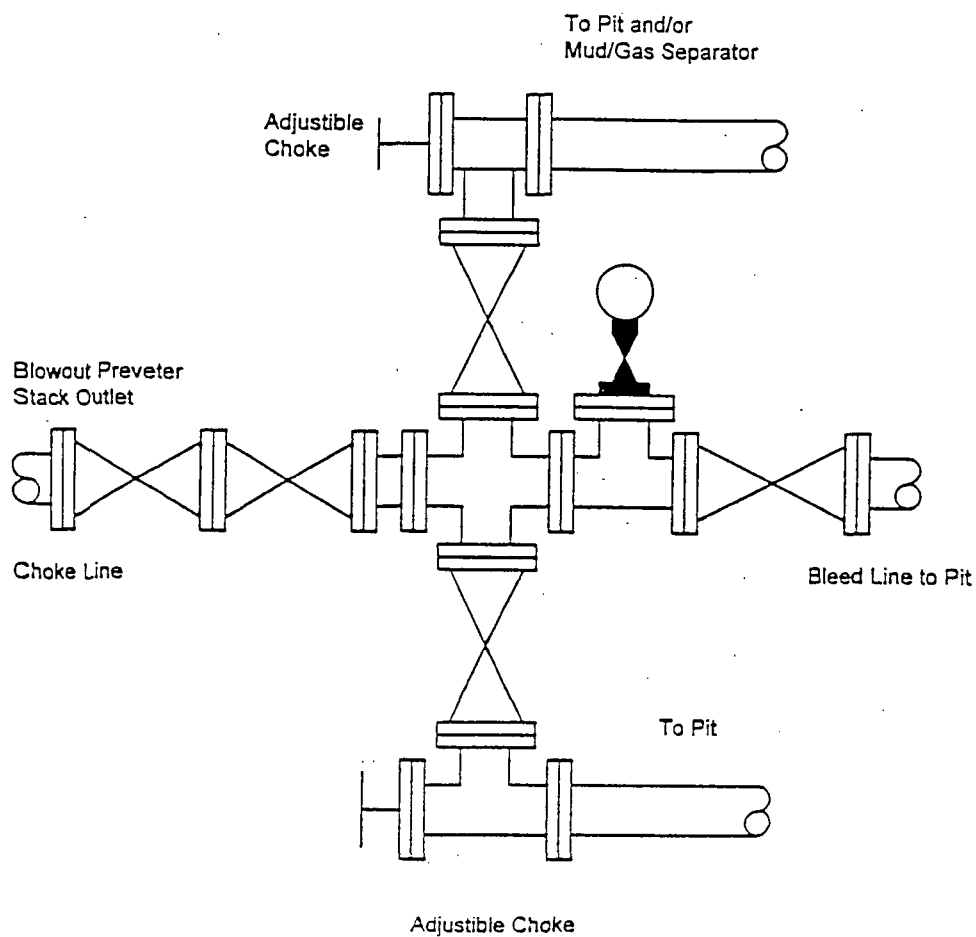 To Pit and/or
Mud/Gas Separator
Adjustible
Choke
Blowout Preveter
Stack Outlet
Choke Line
Bleed Line to Pit
To Pit
Adjustible Choke